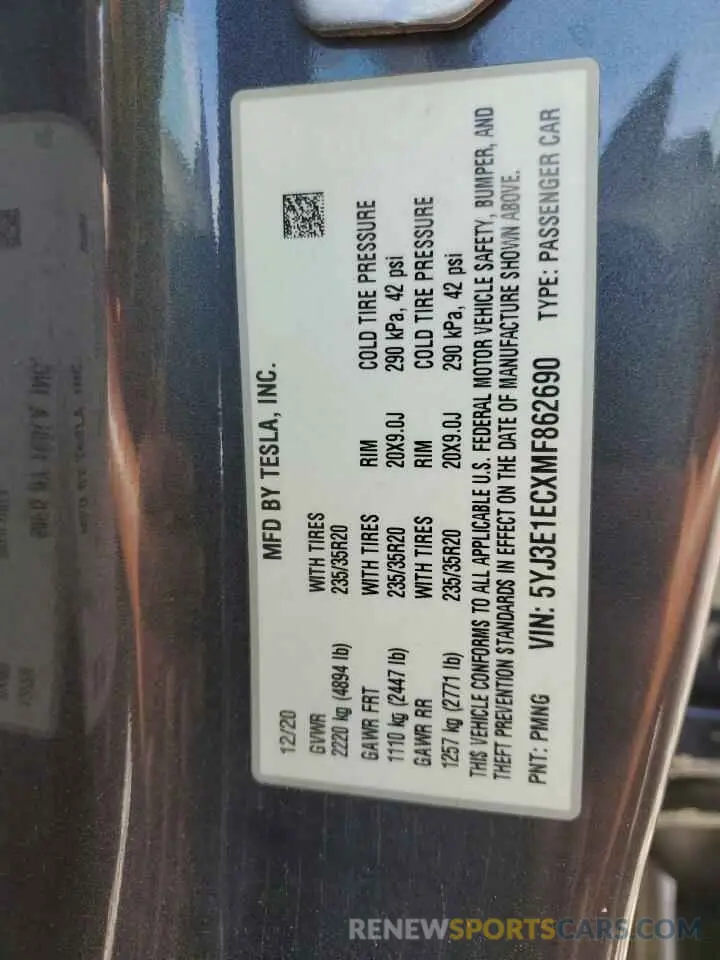 12/20 MFD BY TESLA, INC.
GVWR WITH TIRES
2220 kg (4894 lb) 235/35R20
GAWR FRT WITH TIRES RIM COLD TIRE PRESSURE
1110 kg (2447 lb) 235/35R20 20X9.0J 290 kPa, 42 psi
GAWR RR WITH TIRES RIM COLD TIRE PRESSURE
1257 kg (2771 lb) 235/35R20 20X9.0J 290 kPa, 42 psi
THIS VEHICLE CONFORMS TO ALL APPLICABLE U.S. FEDERAL MOTOR VEHICLE SAFETY, BUMPER, AND
THEFT PREVENTION STANDARDS IN EFFECT ON THE DATE OF MANUFACTURE SHOWN ABOVE.
PNT: PMNG VIN: 5YJ3E1ECXMF862690 TYPE: PASSENGER CAR
RENEWSPORTSCARS.COM